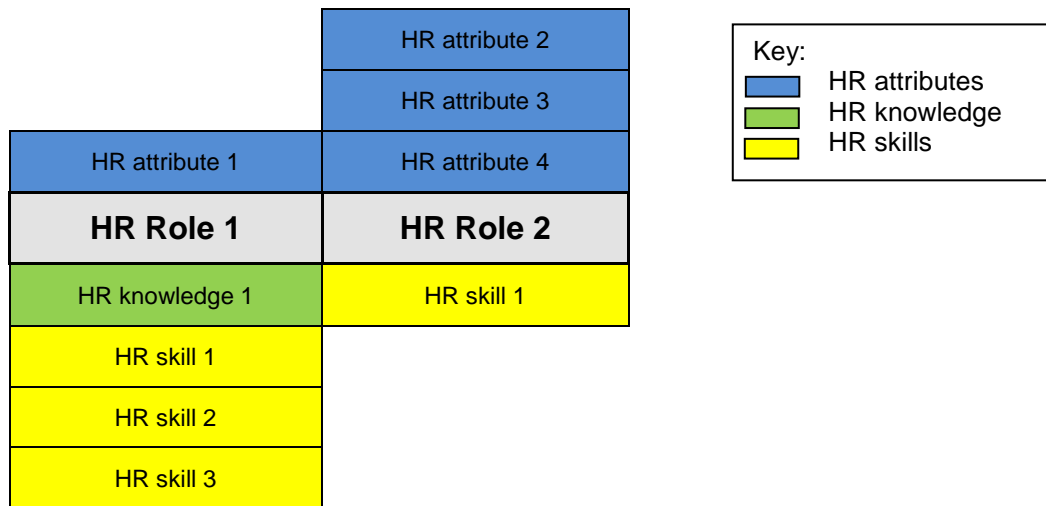 HR attribute 2
HR attribute 3
HR attribute 1
HR attribute 4
HR Role 1
HR Role 2
HR knowledge 1
HR skill 1
HR skill 1
HR skill 2
HR skill 3
Key:
HR attributes
HR knowledge
HR skills